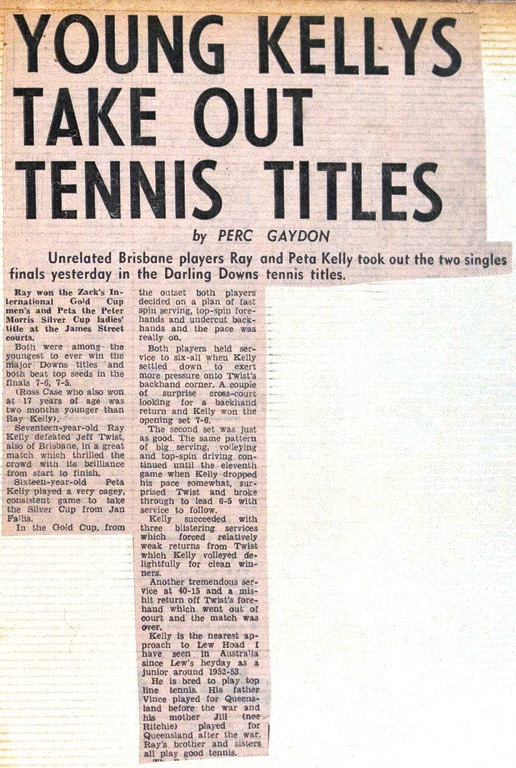 YOUNG KELLYS
TAKE OUT
TENNIS TITLES
by PERC GAYDON
Unrelated Brisbane players Ray and Peta Kelly took out the two singles
finals yesterday in the Darling Downs tennis titles.
Ray won the Zack's In-
ternational Gold Cup
men's and Peta the Peter
Morris Silver Cup ladies'
title at the James Street
courts.
Both were among the
youngest to ever win the
major Downs titles and
both beat top seeds in the
finals 7-6, 7-5.
(Ross Case who also won
at 17 years of age was
two months younger than
Ray Kelly).
Seventeen-year-old Ray
Kelly defeated Jeff Twist,
also of Brisbane, in a great
match which thrilled the
crowd with its brilliance
from start to finish.
Sixteen-year-old Peta
Kelly played a very cagey,
consistent game to take
the Silver Cup from Jan
Fallis.
In the Gold Cup, from
the outset both players
decided on a plan of fast
spin serving, top-spin fore-
hands and undercut back-
hands and the pace was
really on.
Both players held ser-
vice to six-all when Kelly
settled down to exert
more pressure onto Twist's
backhand corner. A couple
of surprise cross-court
looking for a backhand
return and Kelly won the
opening set 7-6.
The second set was just
as good. The same pattern
of big serving, volleying
and top-spin driving con-
tinued until the eleventh
game when Kelly dropped
his pace somewhat, sur-
prised Twist and broke
through to lead 6-5 with
service to follow.
Kelly succeeded with
three blistering services
which forced relatively
weak returns from Twist
which Kelly volleyed de-
lightfully for clean win-
ners.
Another tremendous ser-
vice at 40-15 and a mis-
hit return off Twist's fore-
hand which went out of
court and the match was
over.
Kelly is the nearest ap-
proach to Lew Hoad I
have seen in Australia
since Lew's heyday as a
junior around 1952-53.
He is bred to play top
line tennis. His father
Vince played for Queens-
land before the war and
his mother Jill (nee
Ritchie) played for
Queensland after the war.
Ray's brother and sisters
all play good tennis.